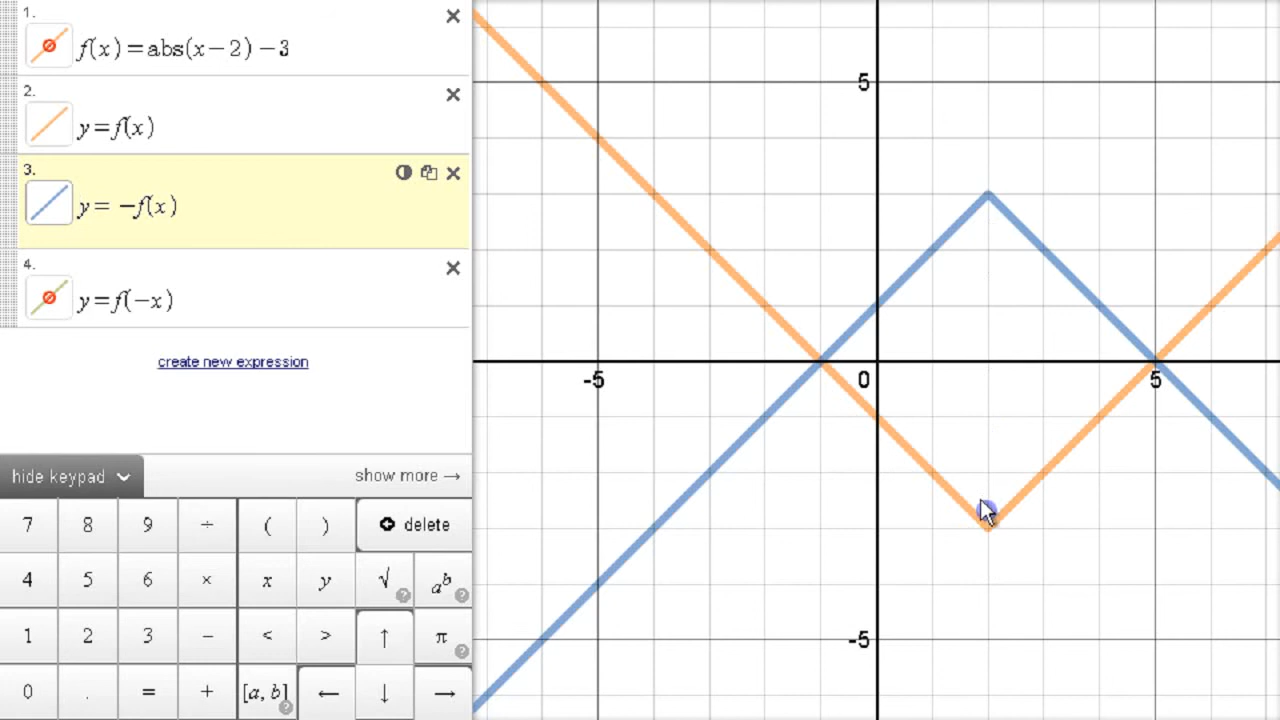 1.
f(x)=abs(x−2)−3
2.
y=f(x)
3.
y= −f(x)
4.
y=f(−x)
create new expression
hide keypad
show more →
7 8 9 ÷ ( ) delete
4 5 6 × x y √ ? a^b ?
1 2 3 − < > ↑ π ?
0 . = + [a, b] ? ← ↓ →
5
-5 0 5
-5